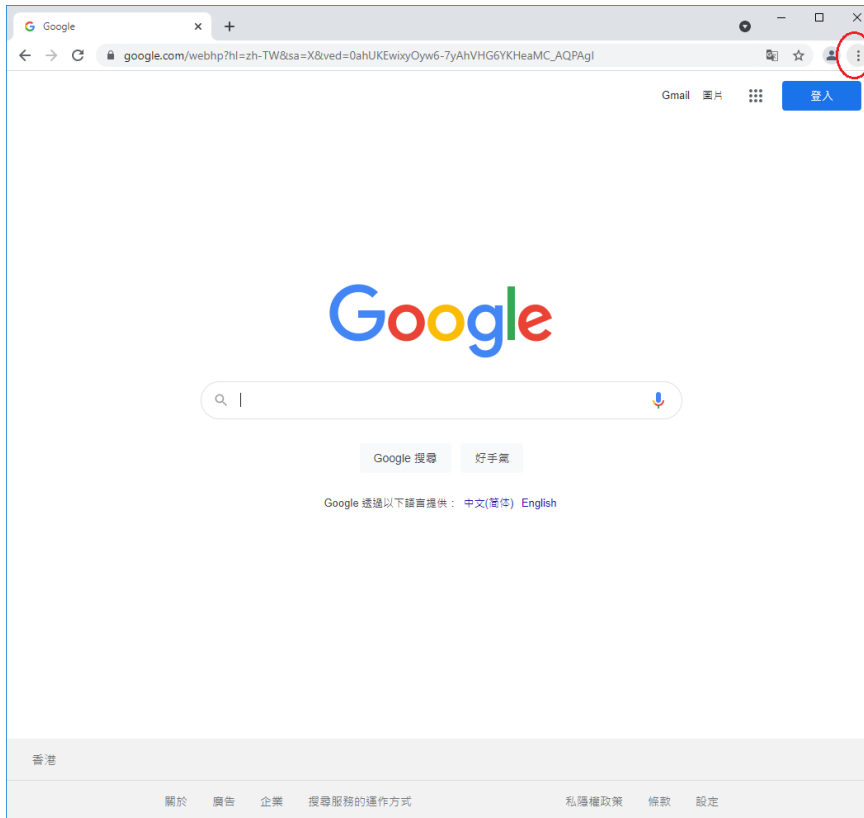 Google
google.com/webhp?hl=zh-TW&sa=X&ved=0ahUKEwixyOyw6-7yAhVHG6YKHeaMC_AQPAgI
Gmail 圖片 登入
Google
Google 搜尋 好手氣
Google 透過以下語言提供： 中文(简体) English
香港
關於 廣告 企業 搜尋服務的運作方式 私隱權政策 條款 設定